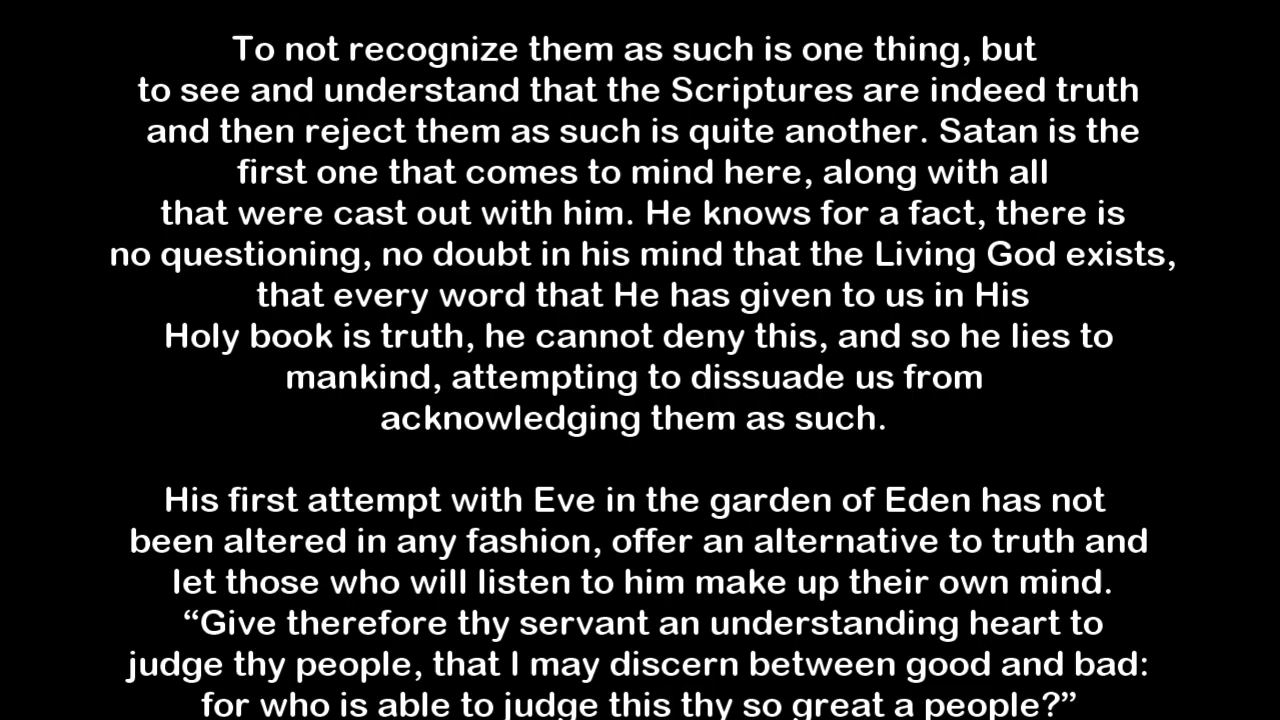 To not recognize them as such is one thing, but
to see and understand that the Scriptures are indeed truth
and then reject them as such is quite another. Satan is the
first one that comes to mind here, along with all
that were cast out with him. He knows for a fact, there is
no questioning, no doubt in his mind that the Living God exists,
that every word that He has given to us in His
Holy book is truth, he cannot deny this, and so he lies to
mankind, attempting to dissuade us from
acknowledging them as such.
His first attempt with Eve in the garden of Eden has not
been altered in any fashion, offer an alternative to truth and
let those who will listen to him make up their own mind.
“Give therefore thy servant an understanding heart to
judge thy people, that I may discern between good and bad:
for who is able to judge this thy so great a people?”